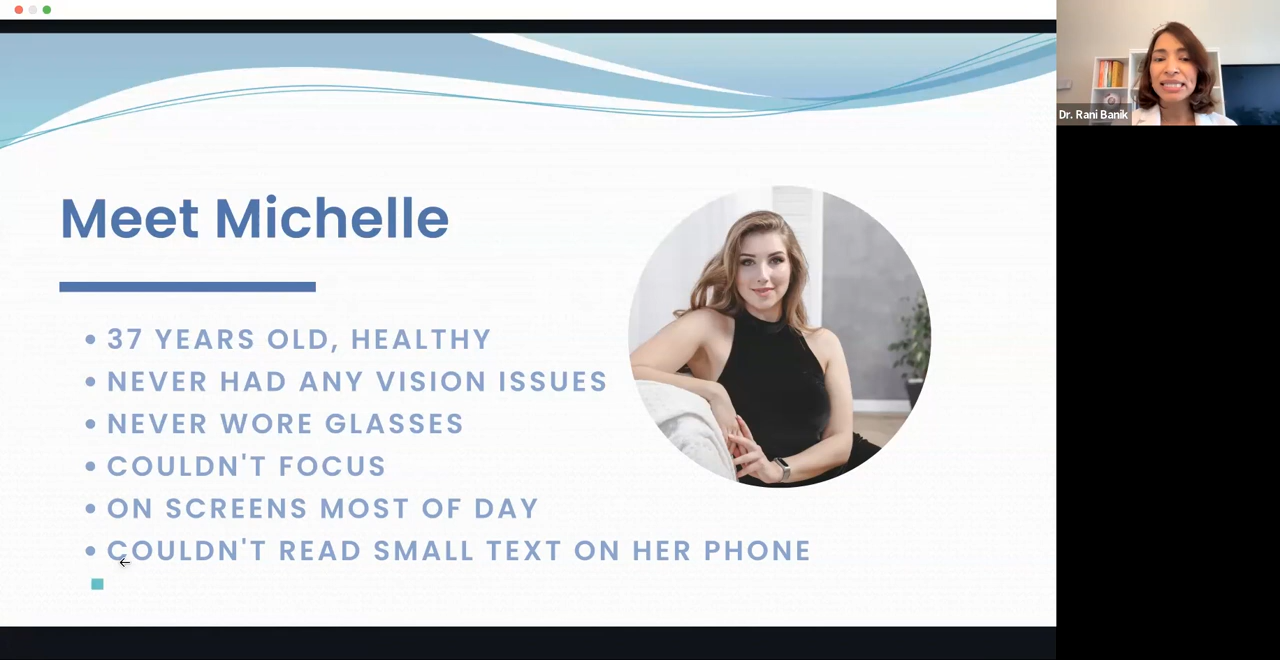 Dr. Rani Banik
Meet Michelle
• 37 YEARS OLD, HEALTHY
• NEVER HAD ANY VISION ISSUES
• NEVER WORE GLASSES
• COULDN'T FOCUS
• ON SCREENS MOST OF DAY
• COULDN'T READ SMALL TEXT ON HER PHONE